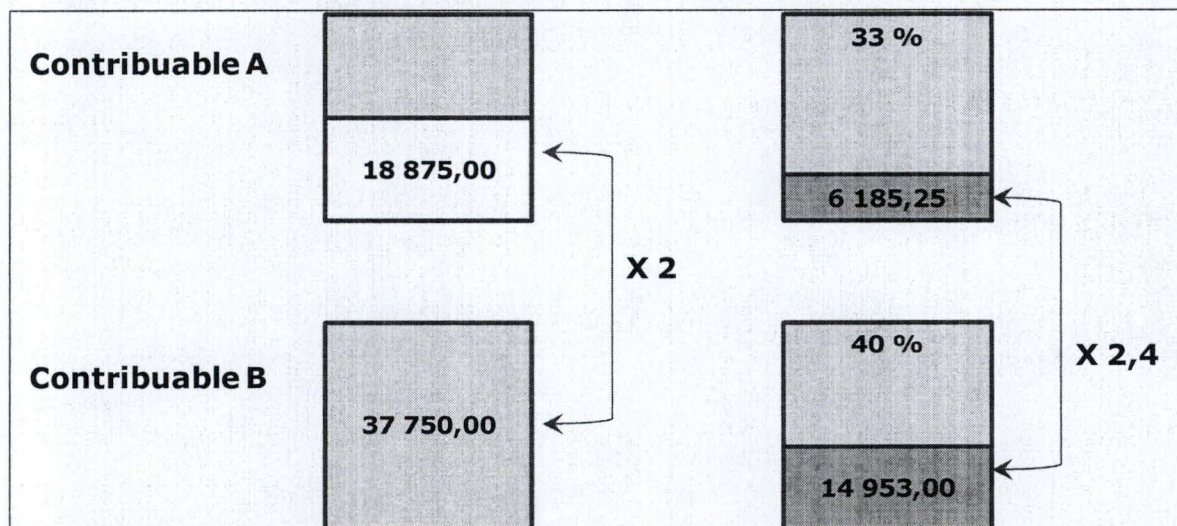 33 %
Contribuable A
18 875,00
6 185,25
X 2
40 %
X 2,4
Contribuable B
37 750,00
14 953,00